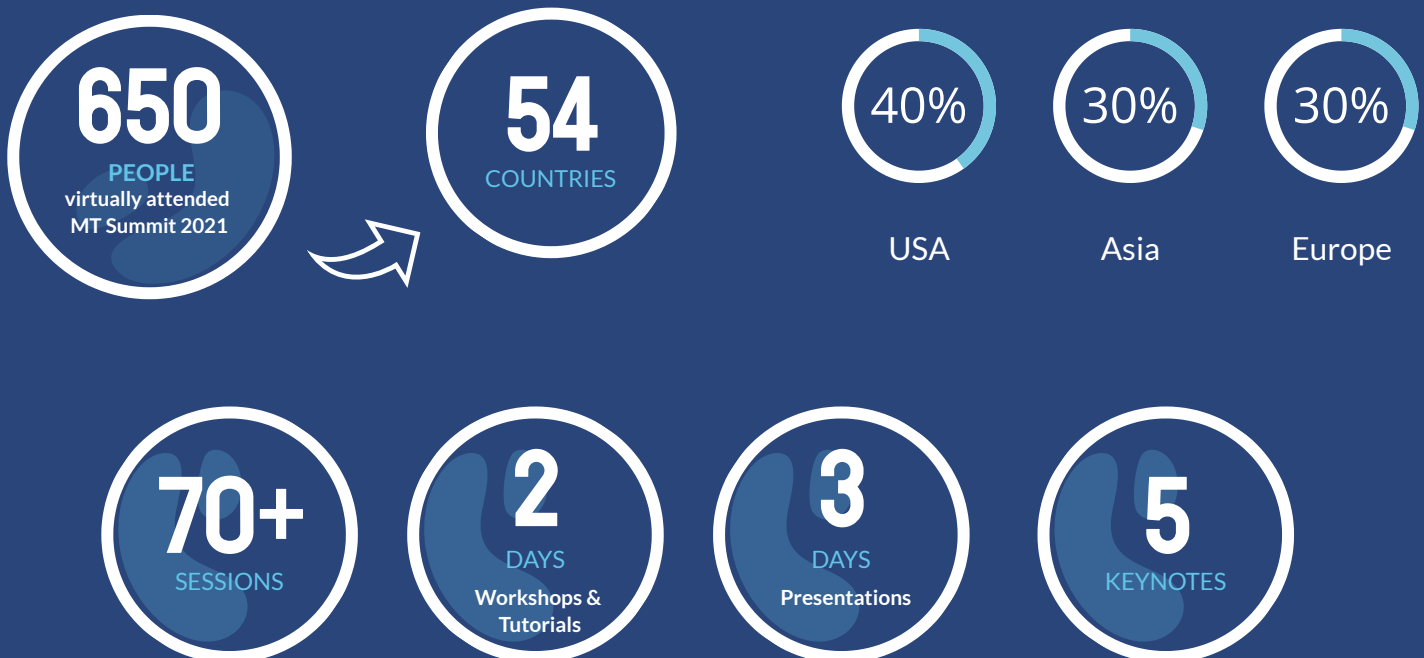 650
PEOPLE
virtually attended
MT Summit 2021
54
COUNTRIES
40%
USA
30%
Asia
30%
Europe
70+
SESSIONS
2
DAYS
Workshops &
Tutorials
3
DAYS
Presentations
5
KEYNOTES